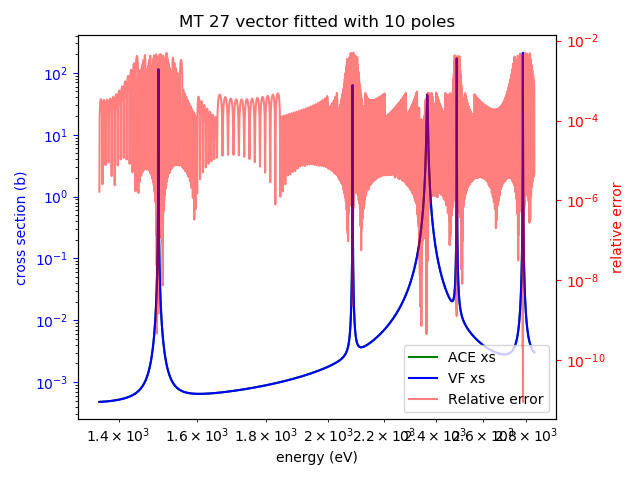 MT 27 vector fitted with 10 poles
10²
10¹
10⁰
10⁻¹
10⁻²
10⁻³
cross section (b)
10⁻²
10⁻⁴
10⁻⁶
10⁻⁸
10⁻¹⁰
relative error
ACE xs
VF xs
Relative error
1.4 × 10³ 1.6 × 10³ 1.8 × 10³ 2 × 10³ 2.2 × 10³ 2.4 × 10³ 2.6 × 10³ 2.8 × 10³
energy (eV)